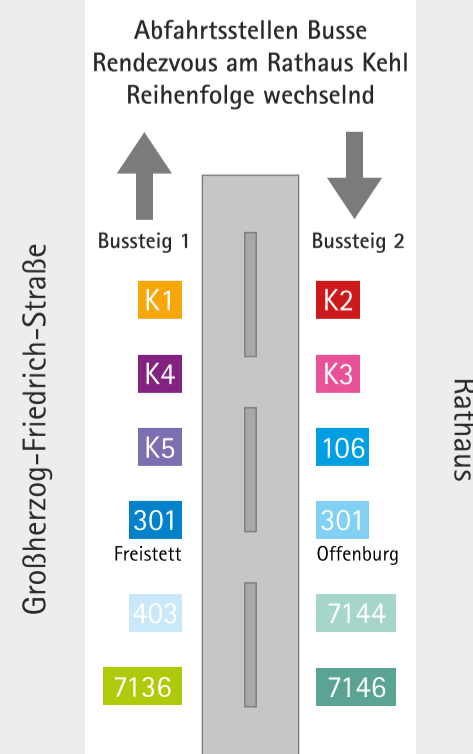 Abfahrtsstellen Busse
Rendezvous am Rathaus Kehl
Reihenfolge wechselnd
Großherzog-Friedrich-Straße
Bussteig 1
K1
K4
K5
301
Freistett
403
7136
Bussteig 2
K2
K3
106
301
Offenburg
7144
7146
Rathaus